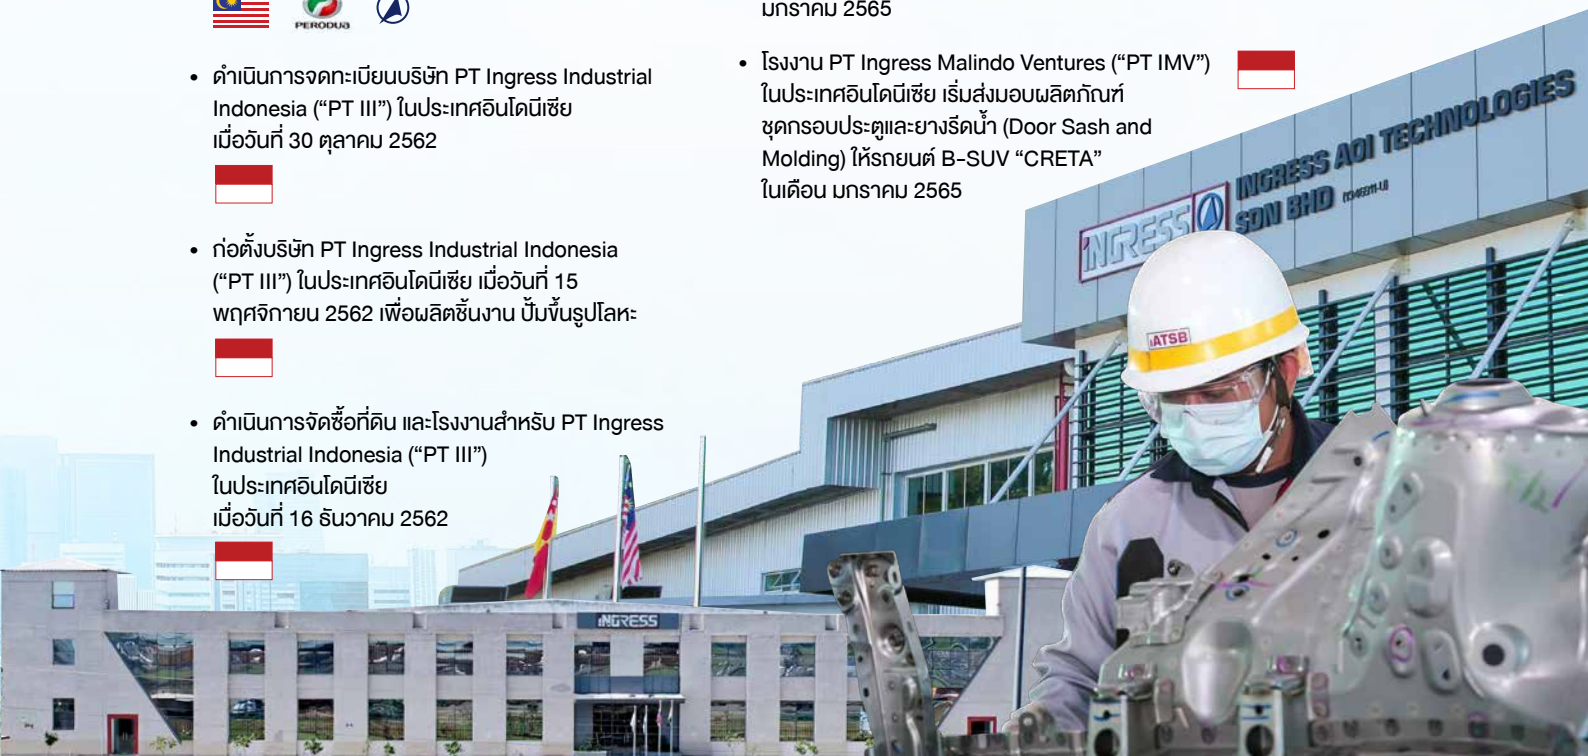 PERODUA
• ดำเนินการจดทะเบียนบริษัท PT Ingress Industrial
Indonesia (“PT III”) ในประเทศอินโดนีเซีย
เมื่อวันที่ 30 ตุลาคม 2562
• ก่อตั้งบริษัท PT Ingress Industrial Indonesia
(“PT III”) ในประเทศอินโดนีเซีย เมื่อวันที่ 15
พฤศจิกายน 2562 เพื่อผลิตชิ้นงาน ปั้มขึ้นรูปโลหะ
• ดำเนินการจัดซื้อที่ดิน และโรงงานสำหรับ PT Ingress
Industrial Indonesia (“PT III”)
ในประเทศอินโดนีเซีย
เมื่อวันที่ 16 ธันวาคม 2562
มกราคม 2565
• โรงงาน PT Ingress Malindo Ventures (“PT IMV”)
ในประเทศอินโดนีเซีย เริ่มส่งมอบผลิตภัณฑ์
ชุดกรอบประตูและยางรีดน้ำ (Door Sash and
Molding) ให้รถยนต์ B-SUV “CRETA”
ในเดือน มกราคม 2565
INGRESS
INGRESS AOI TECHNOLOGIES
SDN BHD
iATSB
INGRESS